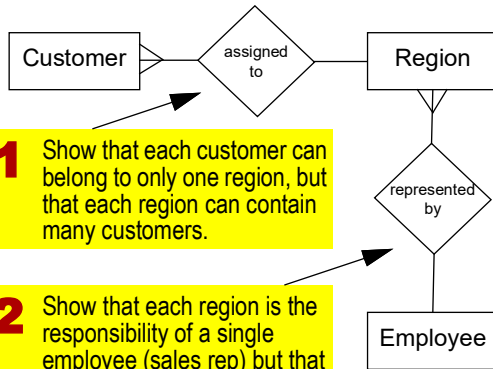 Customer
assigned
to
Region
1
Show that each customer can
belong to only one region, but
that each region can contain
many customers.
represented
by
2
Show that each region is the
responsibility of a single
employee (sales rep) but that
Employee